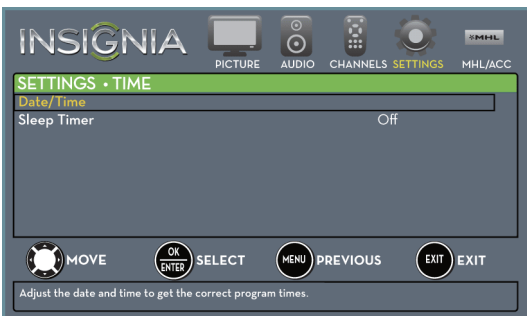 INSIGNIA
PICTURE AUDIO CHANNELS SETTINGS MHL/ACC
MHL
SETTINGS • TIME
Date/Time
Sleep Timer Off
MOVE OK ENTER SELECT MENU PREVIOUS EXIT EXIT
Adjust the date and time to get the correct program times.